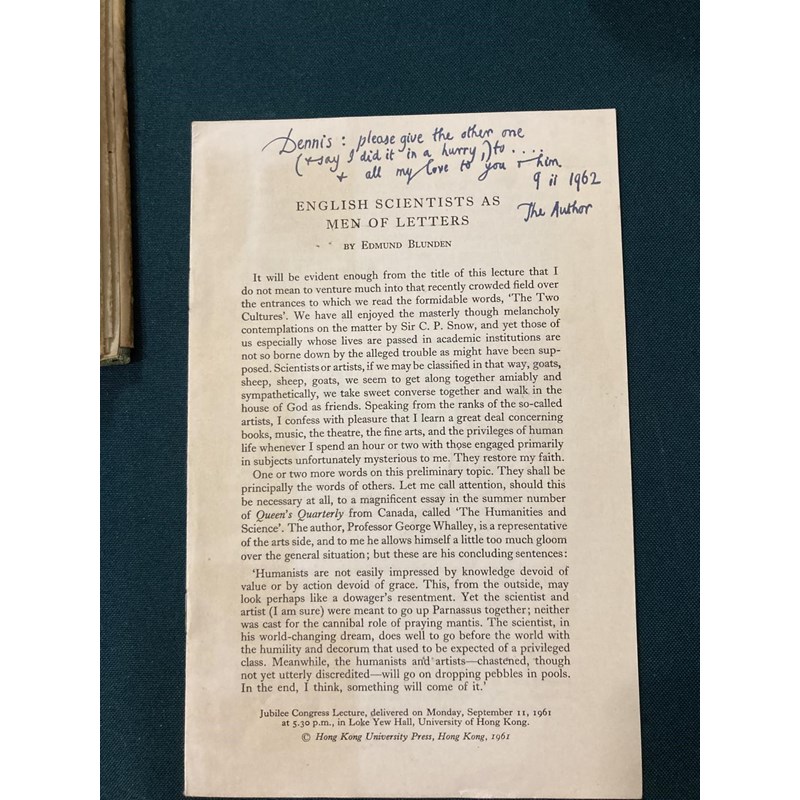 Dennis: please give the other one
(+ say I did it in a hurry,) to ....
+ all my love to you + him
9 ii 1962
The Author
ENGLISH SCIENTISTS AS
MEN OF LETTERS
BY EDMUND BLUNDEN
It will be evident enough from the title of this lecture that I
do not mean to venture much into that recently crowded field over
the entrances to which we read the formidable words, ‘The Two
Cultures’. We have all enjoyed the masterly though melancholy
contemplations on the matter by Sir C. P. Snow, and yet those of
us especially whose lives are passed in academic institutions are
not so borne down by the alleged trouble as might have been sup-
posed. Scientists or artists, if we may be classified in that way, goats,
sheep, sheep, goats, we seem to get along together amiably and
sympathetically, we take sweet converse together and walk in the
house of God as friends. Speaking from the ranks of the so-called
artists, I confess with pleasure that I learn a great deal concerning
books, music, the theatre, the fine arts, and the privileges of human
life whenever I spend an hour or two with those engaged primarily
in subjects unfortunately mysterious to me. They restore my faith.
One or two more words on this preliminary topic. They shall be
principally the words of others. Let me call attention, should this
be necessary at all, to a magnificent essay in the summer number
of Queen's Quarterly from Canada, called ‘The Humanities and
Science’. The author, Professor George Whalley, is a representative
of the arts side, and to me he allows himself a little too much gloom
over the general situation; but these are his concluding sentences:
‘Humanists are not easily impressed by knowledge devoid of
value or by action devoid of grace. This, from the outside, may
look perhaps like a dowager's resentment. Yet the scientist and
artist (I am sure) were meant to go up Parnassus together; neither
was cast for the cannibal role of praying mantis. The scientist, in
his world-changing dream, does well to go before the world with
the humility and decorum that used to be expected of a privileged
class. Meanwhile, the humanists and artists—chastened, though
not yet utterly discredited—will go on dropping pebbles in pools.
In the end, I think, something will come of it.’
Jubilee Congress Lecture, delivered on Monday, September 11, 1961
at 5.30 p.m., in Loke Yew Hall, University of Hong Kong.
© Hong Kong University Press, Hong Kong, 1961